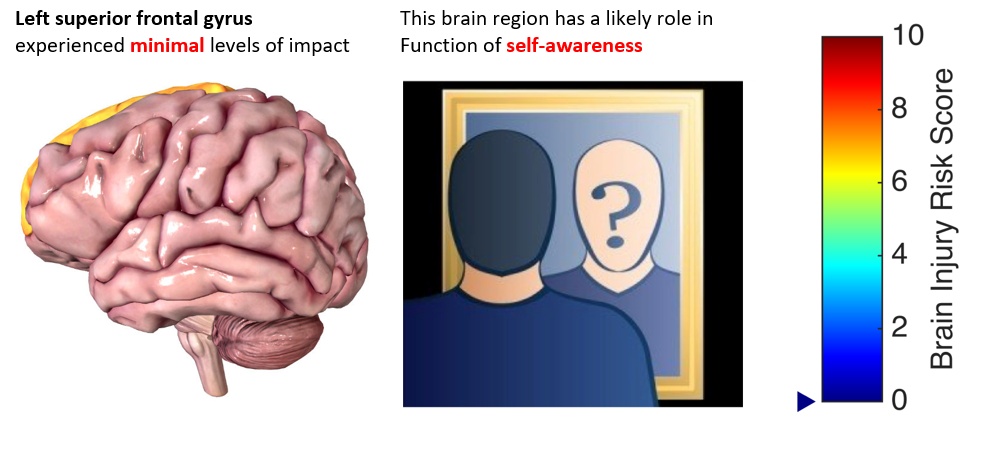 Left superior frontal gyrus
experienced minimal levels of impact
This brain region has a likely role in
Function of self-awareness
?
10
8
6
4
2
0
Brain Injury Risk Score